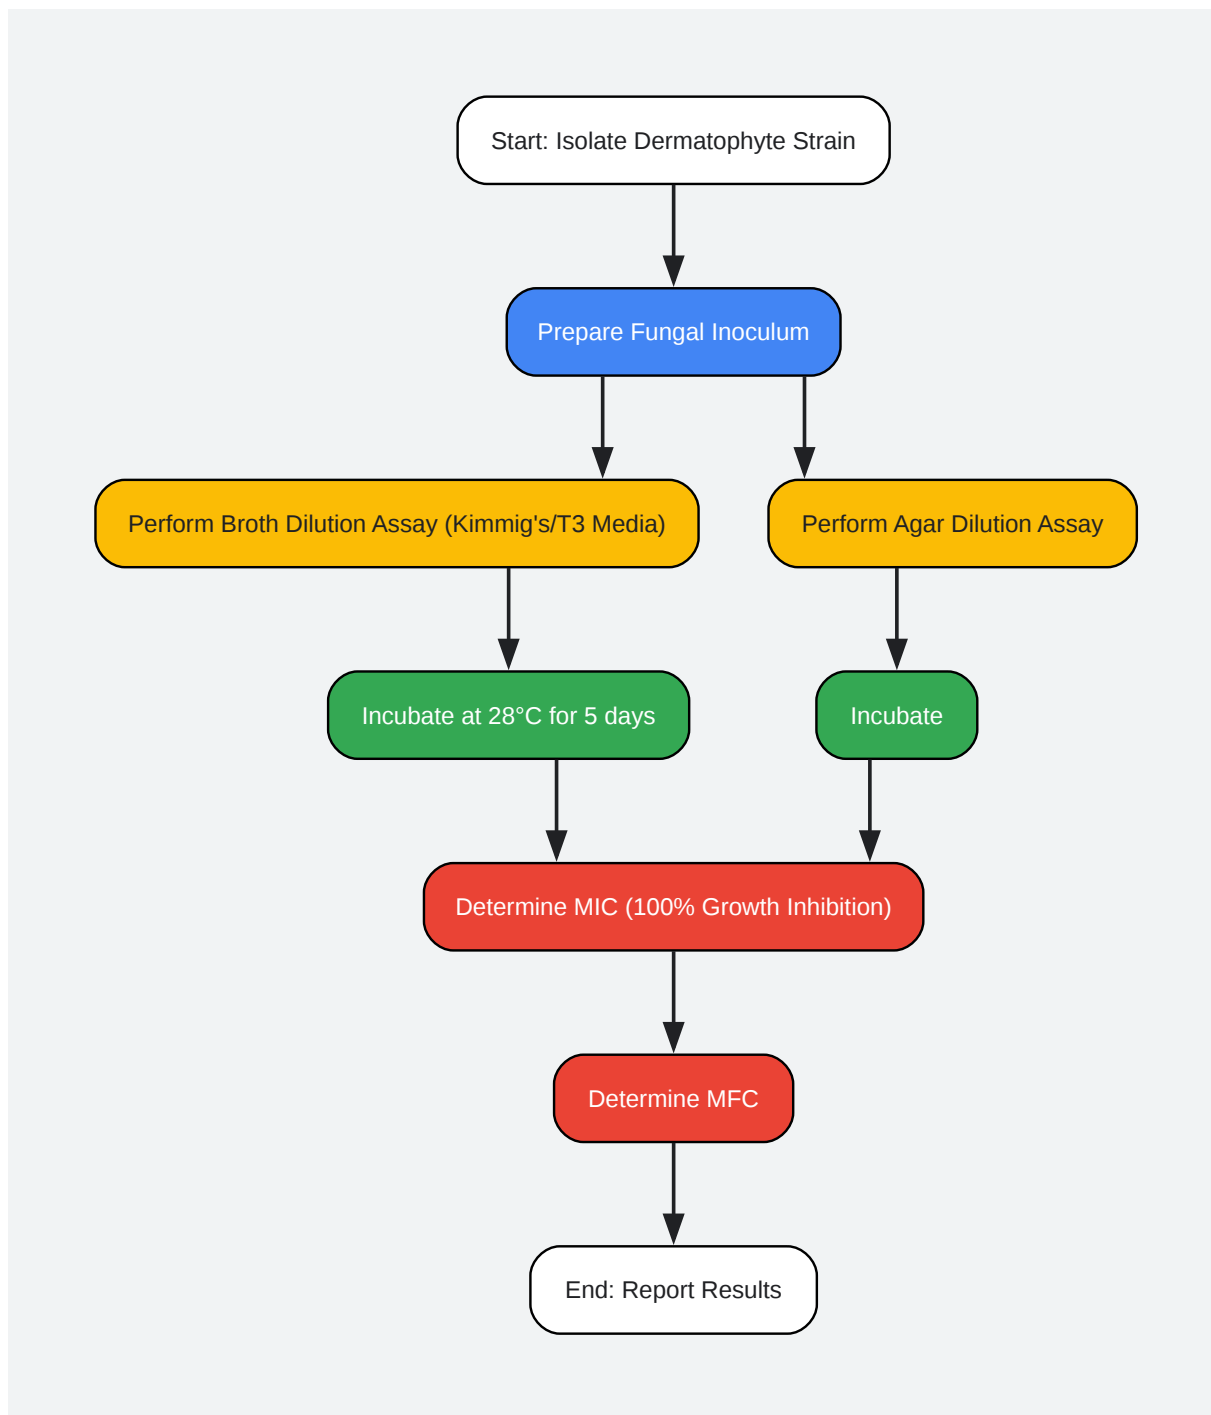 Start: Isolate Dermatophyte Strain
Prepare Fungal Inoculum
Perform Broth Dilution Assay (Kimmig's/T3 Media)
Perform Agar Dilution Assay
Incubate at 28°C for 5 days
Incubate
Determine MIC (100% Growth Inhibition)
Determine MFC
End: Report Results